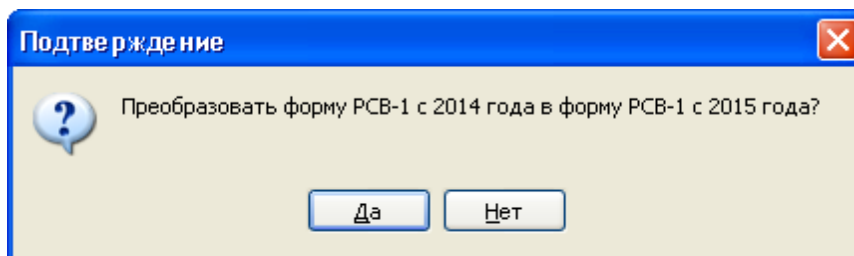 Подтверждение
Преобразовать форму РСВ-1 с 2014 года в форму РСВ-1 с 2015 года?
Да
Нет